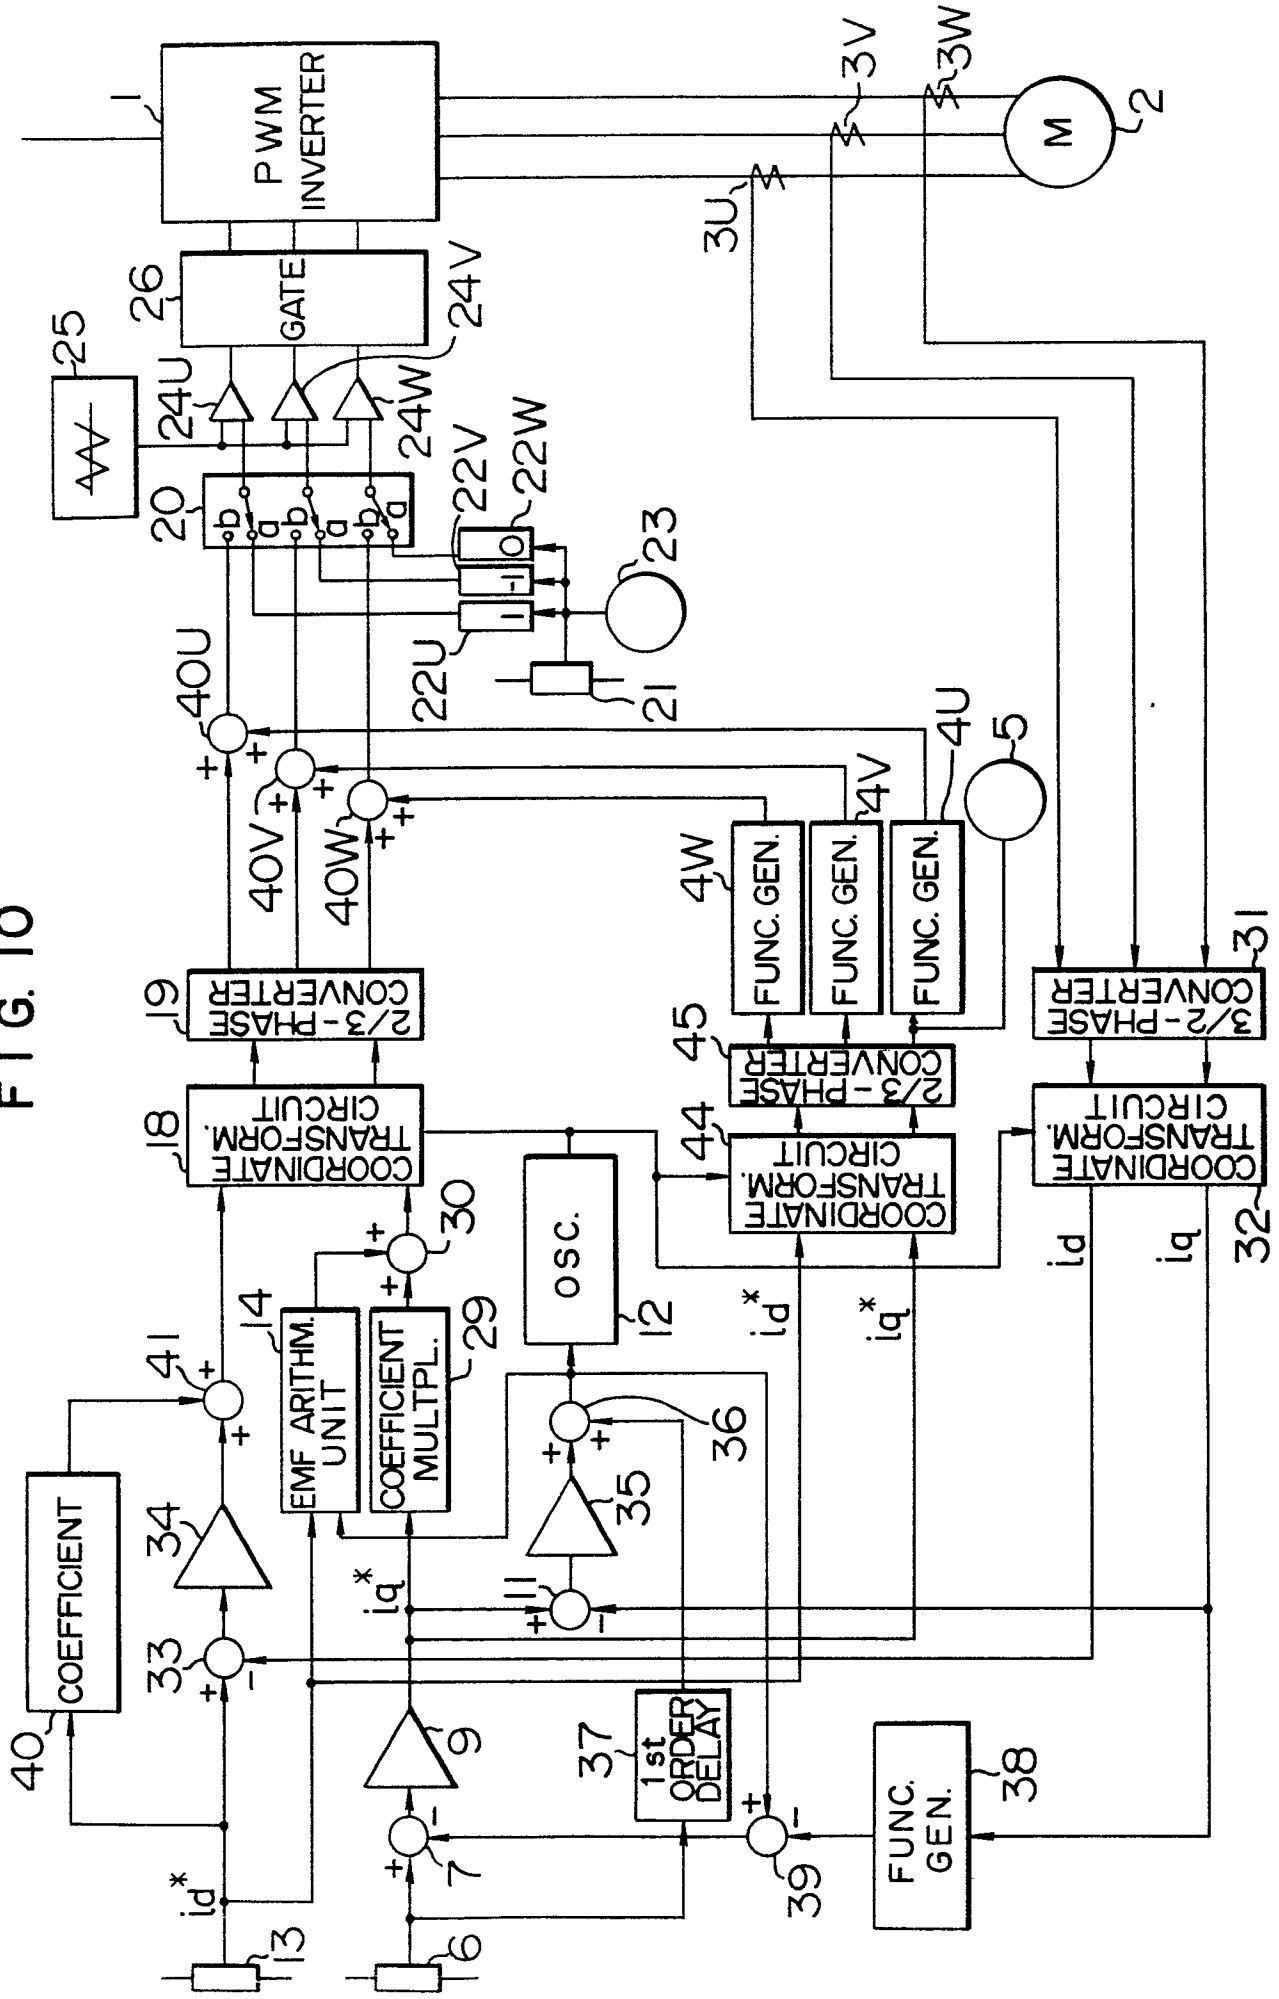 FIG. 10
1
PWM
INVERTER
26
GATE
25
24U
24V
24W
20
b
a
b
a
b
a
22V
22W
22U
1
-1
0
21
23
3U
3V
3W
M
2
40U
+
+
40V
+
+
40W
+
+
19
2/3-PHASE
CONVERTER
18
COORDINATE
TRANSFORM.
CIRCUIT
4W
FUNC. GEN.
4V
FUNC. GEN.
4U
FUNC. GEN.
5
45
2/3-PHASE
CONVERTER
44
COORDINATE
TRANSFORM.
CIRCUIT
31
3/2-PHASE
CONVERTER
32
COORDINATE
TRANSFORM.
CIRCUIT
id
iq
id*
iq*
41
+
+
14
EMF ARITHM.
UNIT
30
+
+
29
COEFFICIENT
MULTPL.
OSC.
12
36
+
+
35
11
+
-
40
COEFFICIENT
34
33
+
-
id*
13
iq*
9
7
+
-
6
37
1st
ORDER
DELAY
39
+
-
38
FUNC.
GEN.